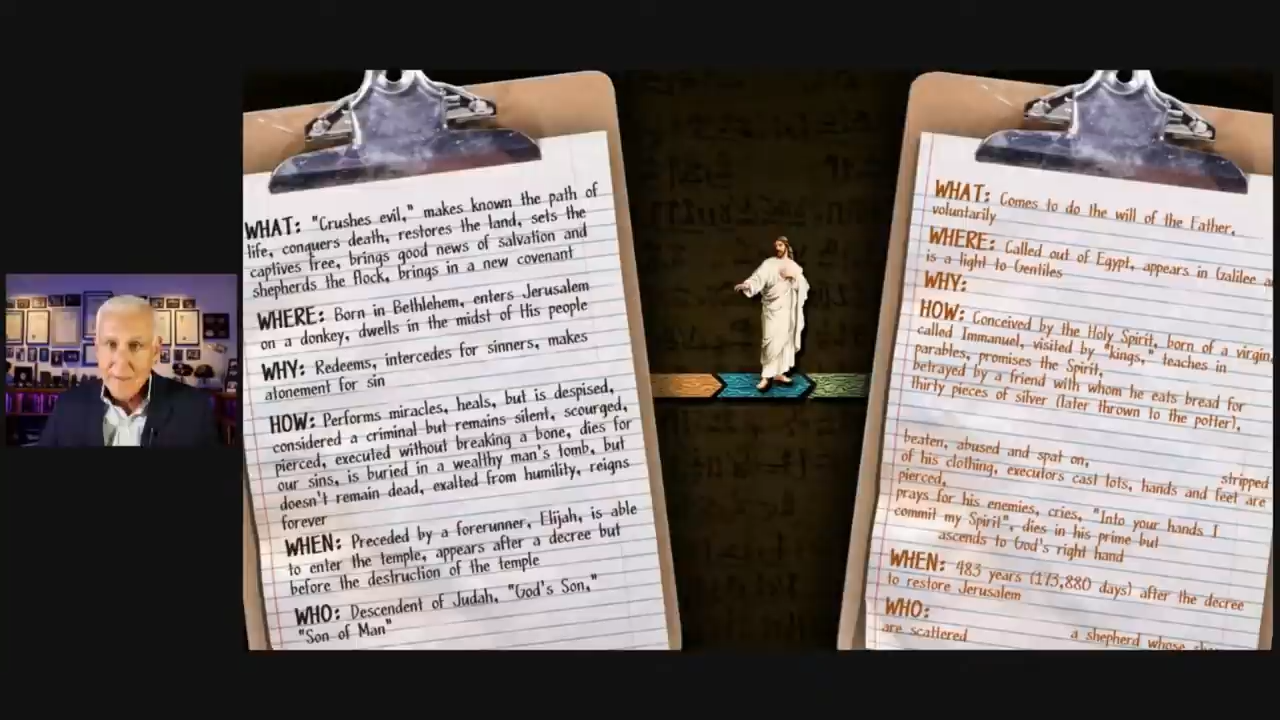 WHAT: "Crushes evil," makes known the path of
life, conquers death, restores the land, sets the
captives free, brings good news of salvation and
shepherds the flock, brings in a new covenant
WHERE: Born in Bethlehem, enters Jerusalem
on a donkey, dwells in the midst of His people
WHY: Redeems, intercedes for sinners, makes
atonement for sin
HOW: Performs miracles, heals, but is despised,
considered a criminal but remains silent, scourged,
pierced, executed without breaking a bone, dies for
our sins, is buried in a wealthy man's tomb, but
doesn't remain dead, exalted from humility, reigns
forever
WHEN: Preceded by a forerunner, Elijah, is able
to enter the temple, appears after a decree but
before the destruction of the temple
WHO: Descendent of Judah, "God's Son,"
"Son of Man"
WHAT: Comes to do the will of the Father,
voluntarily
WHERE: Called out of Egypt, appears in Galilee
is a light to Gentiles
WHY:
HOW: Conceived by the Holy Spirit, born of a virgin,
called Immanuel, visited by "kings," teaches in
parables, promises the Spirit,
betrayed by a friend with whom he eats bread for
thirty pieces of silver (later thrown to the potter),
beaten, abused and spat on,
stripped
of his clothing, executors cast lots, hands and feet are
pierced,
prays for his enemies, cries, "Into your hands I
commit my Spirit", dies in his prime but
ascends to God's right hand
WHEN: 483 years (173,880 days) after the decree
to restore Jerusalem
WHO:
a shepherd whose
are scattered